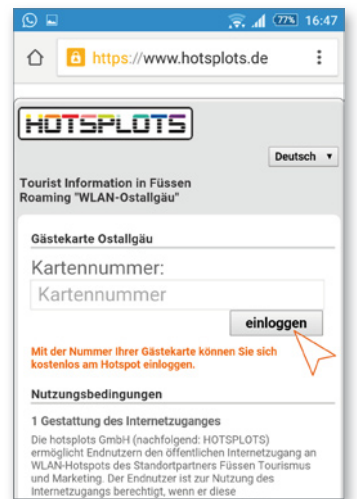 77% 16:47
https://www.hotsplots.de
HOTSPLOTS
Deutsch
Tourist Information in Füssen
Roaming "WLAN-Ostallgäu"
Gästekarte Ostallgäu
Kartennummer:
Kartennummer
einloggen
Mit der Nummer Ihrer Gästekarte können Sie sich
kostenlos am Hotspot einloggen.
Nutzungsbedingungen
1 Gestattung des Internetzuganges
Die hotsplots GmbH (nachfolgend: HOTSPLOTS)
ermöglicht Endnutzern den öffentlichen Internetzugang an
WLAN-Hotspots des Standortpartners Füssen Tourismus
und Marketing. Der Endnutzer ist zur Nutzung des
Internetzugangs berechtigt, wenn er diese